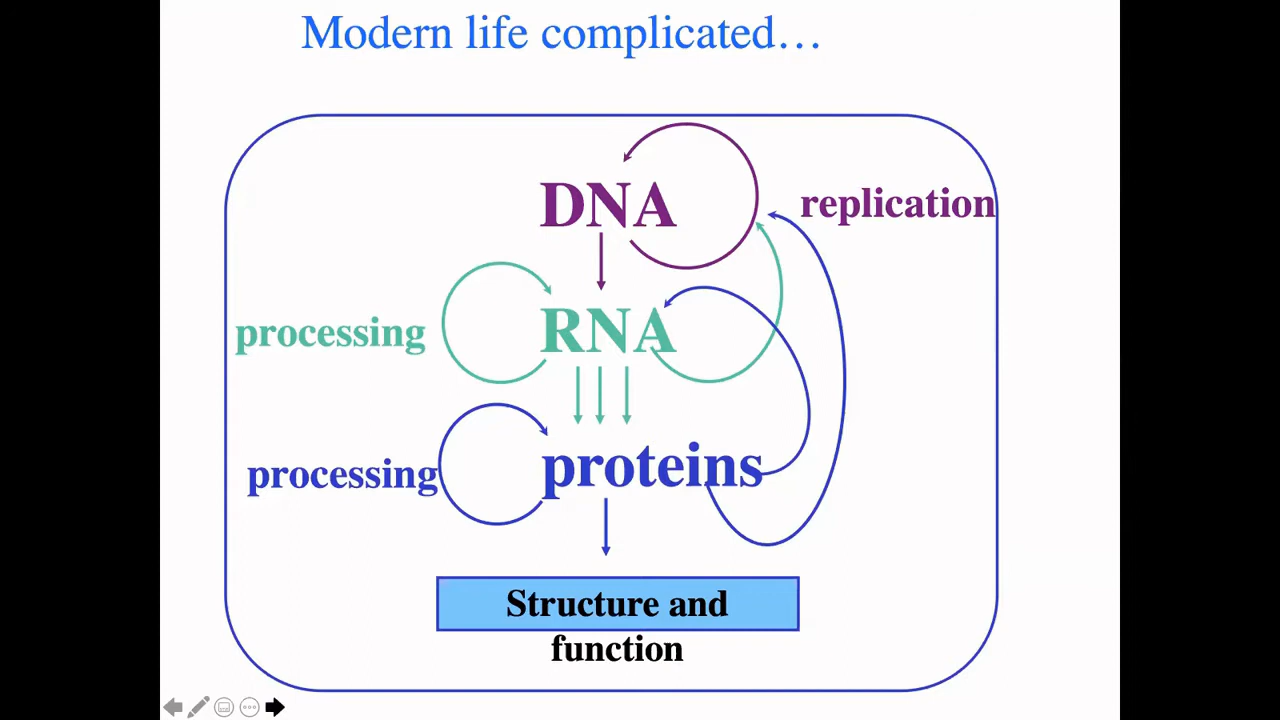 Modern life complicated…
DNA
replication
RNA
processing
proteins
processing
Structure and
function